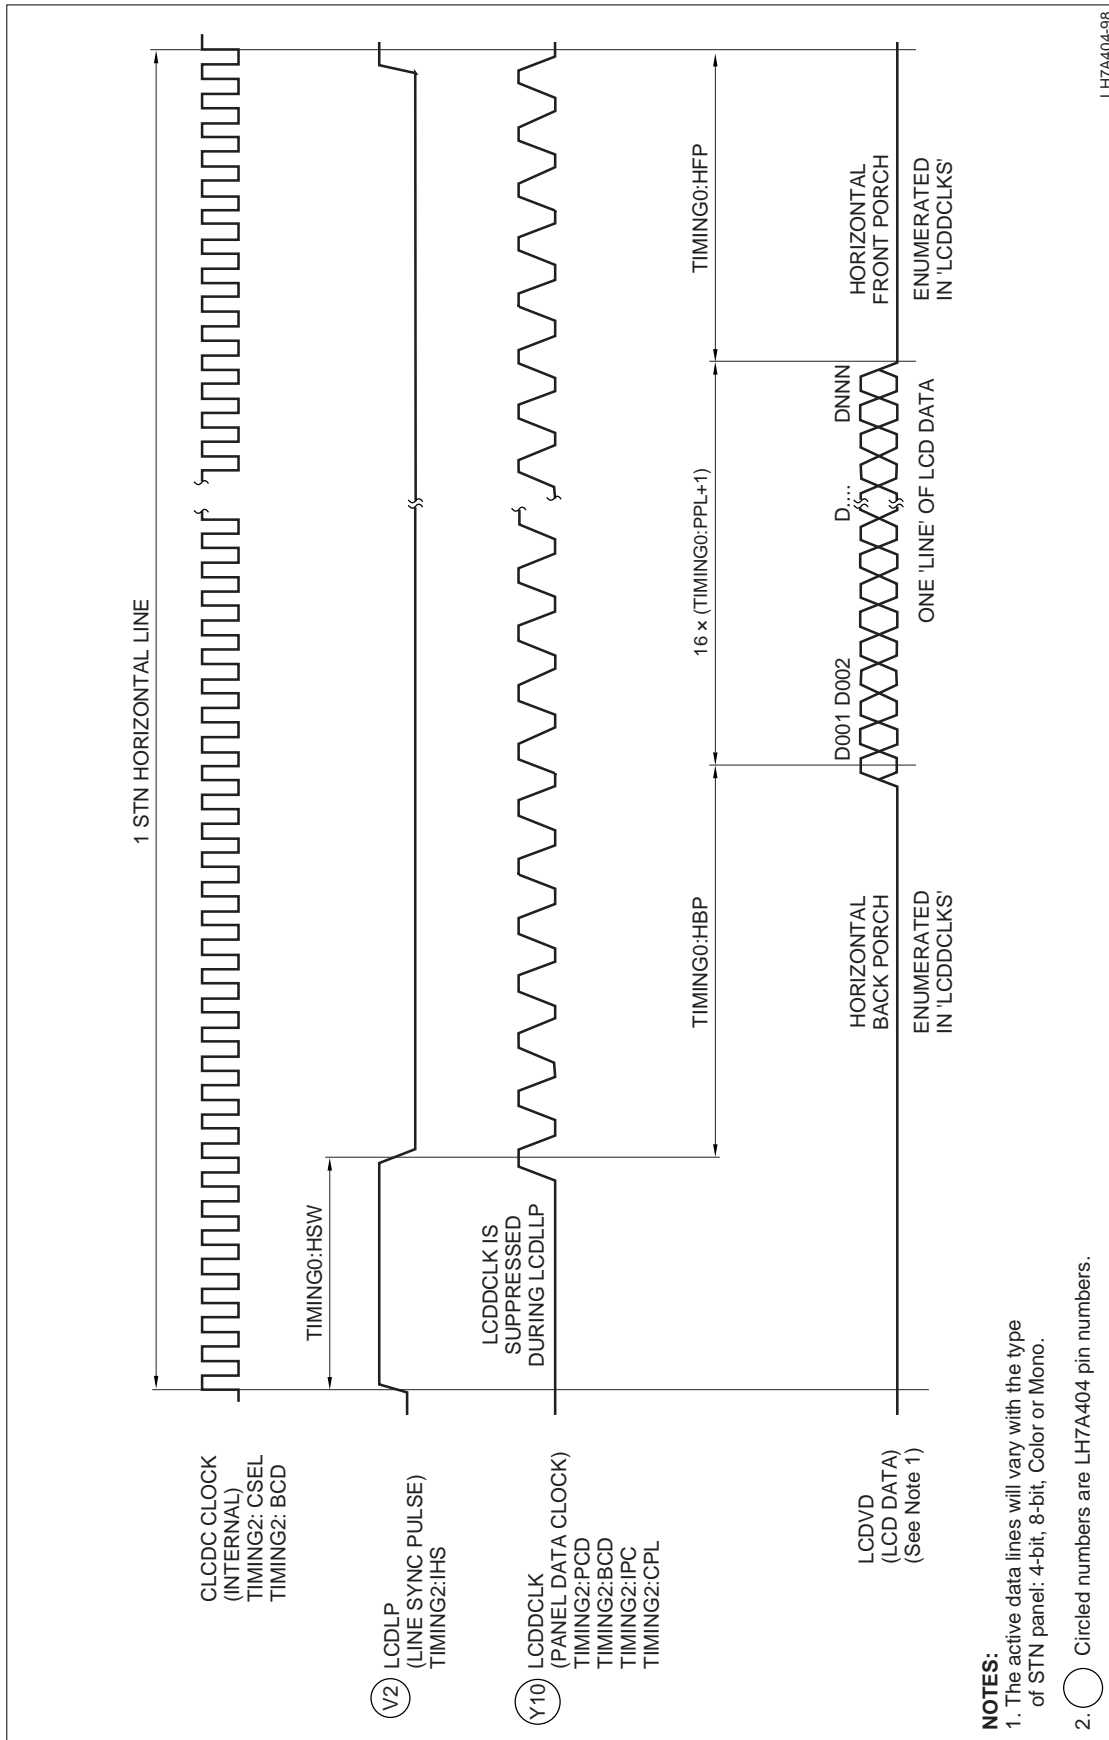 1 STN HORIZONTAL LINE
CLCDC CLOCK
(INTERNAL)
TIMING2: CSEL
TIMING2: BCD
TIMING0:HSW
V2
LCDLP
(LINE SYNC PULSE)
TIMING2:IHS
LCDDCLK IS
SUPPRESSED
DURING LCDLLP
Y10
LCDDCLK
(PANEL DATA CLOCK)
TIMING2:PCD
TIMING2:BCD
TIMING2:IPC
TIMING2:CPL
TIMING0:HBP
16 × (TIMING0:PPL+1)
TIMING0:HFP
D001 D002
D....
DNNN
LCDVD
(LCD DATA)
(See Note 1)
HORIZONTAL
BACK PORCH
ENUMERATED
IN 'LCDDCLKS'
ONE 'LINE' OF LCD DATA
HORIZONTAL
FRONT PORCH
ENUMERATED
IN 'LCDDCLKS'
NOTES:
1. The active data lines will vary with the type
of STN panel: 4-bit, 8-bit, Color or Mono.
2. Circled numbers are LH7A404 pin numbers.
LH7A404-98